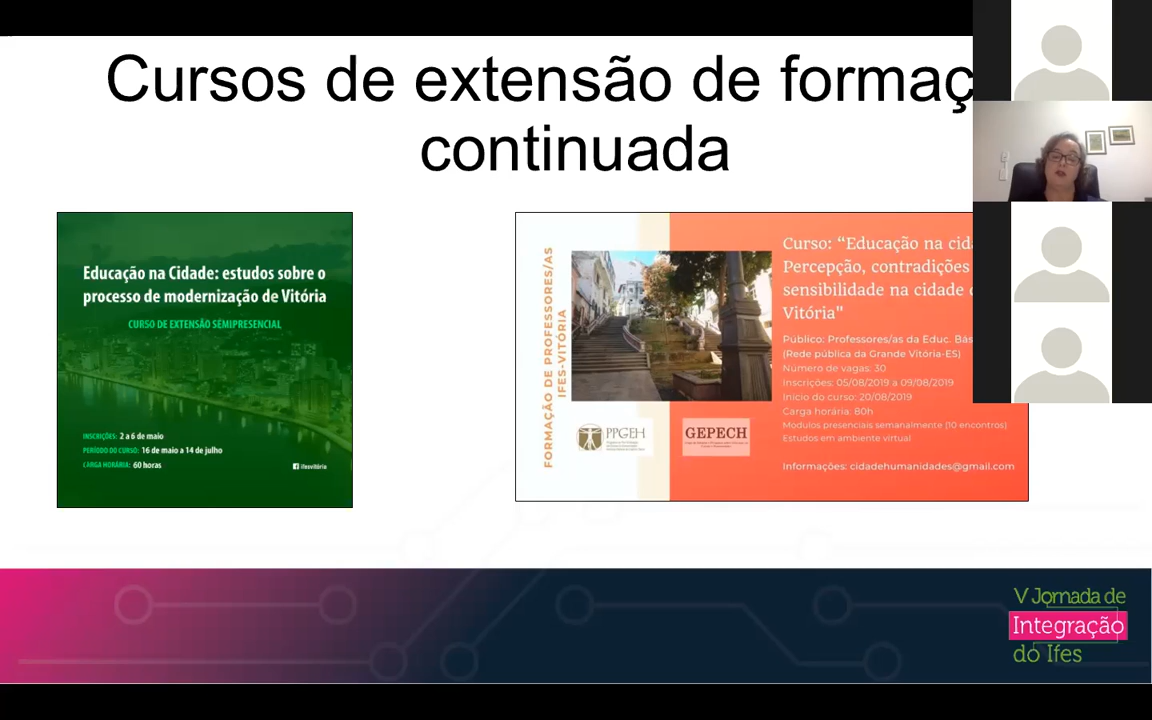 Cursos de extensão de formaç
continuada
Educação na Cidade: estudos sobre o
processo de modernização de Vitória
CURSO DE EXTENSÃO SEMIPRESENCIAL
INSCRIÇÕES: 2 a 6 de maio
PERÍODO DO CURSO: 16 de maio a 14 de julho
CARGA HORÁRIA: 60 horas
ifesvitória
FORMAÇÃO DE PROFESSORES/AS
IFES-VITÓRIA
PPGEH
GEPECH
Curso: “Educação na cid
Percepção, contradições
sensibilidade na cidade
Vitória"
Público: Professores/as da Educ. Bás
(Rede pública da Grande Vitória-ES)
Número de vagas: 30
Inscrições: 05/08/2019 a 09/08/2019
Início do curso: 20/08/2019
Carga horária: 80h
Modulos presenciais semanalmente (10 encontros)
Estudos em ambiente virtual
Informações: cidadehumanidades@gmail.com
V Jornada de
Integração
do Ifes